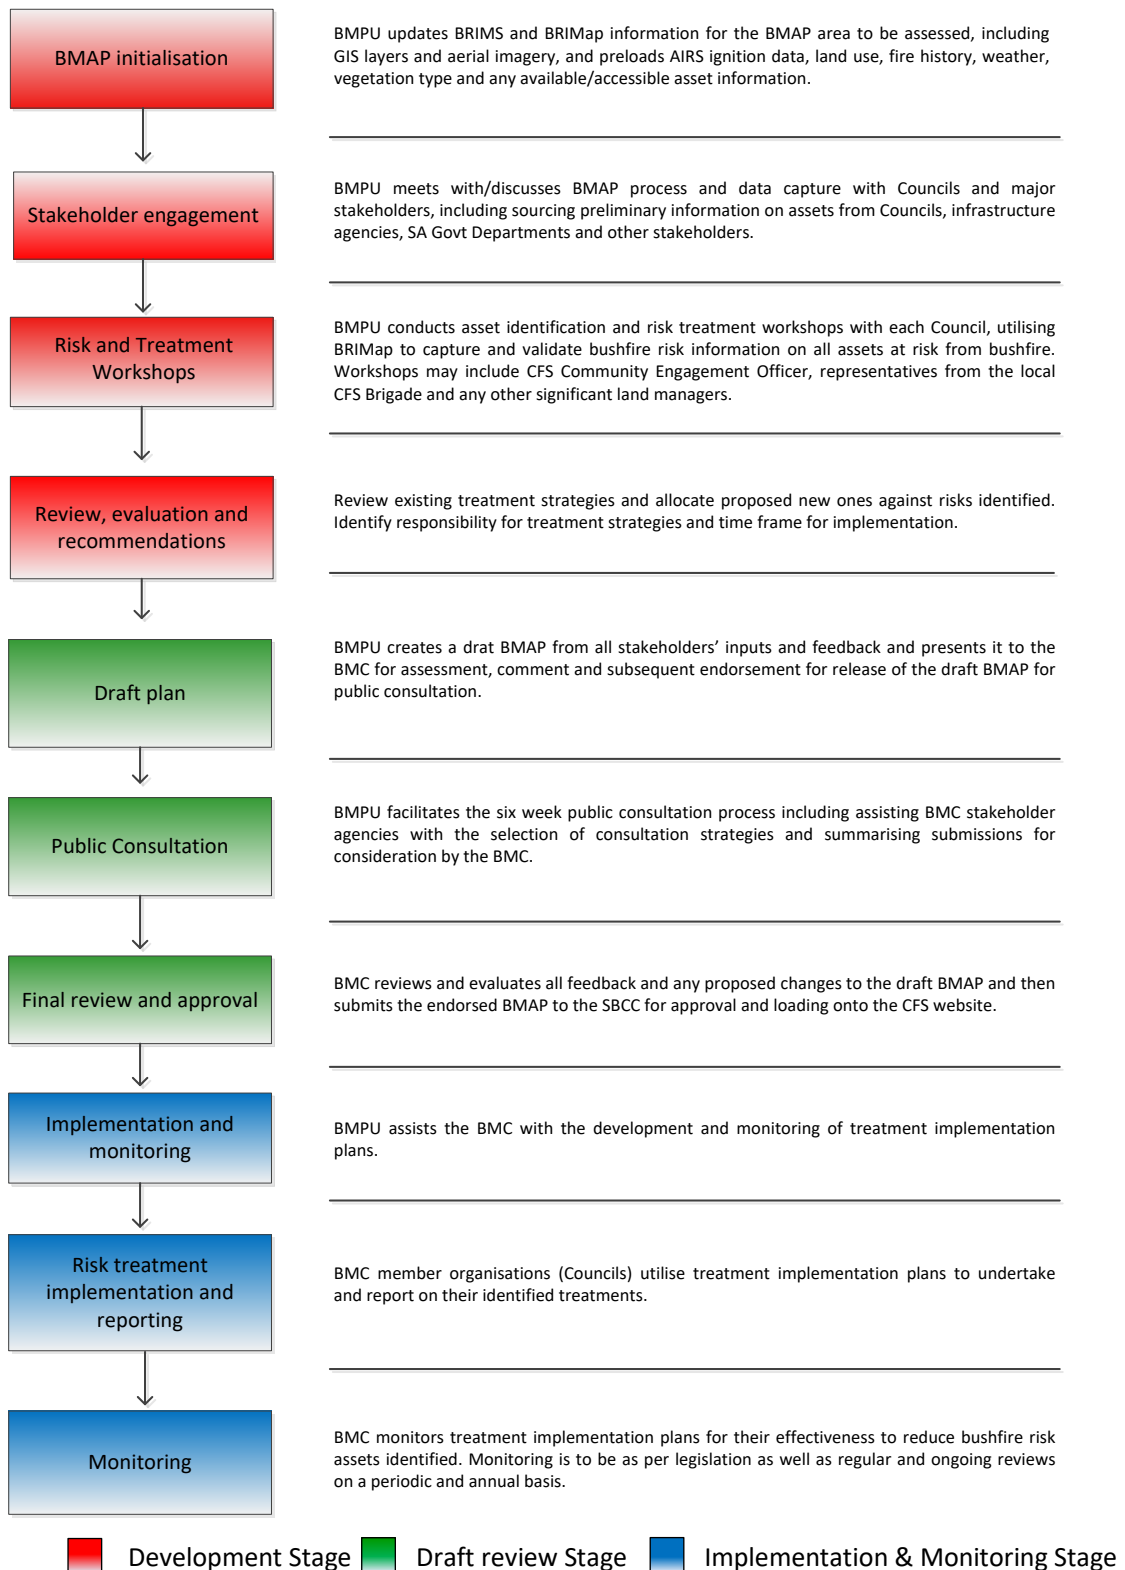 BMAP initialisation
BMPU updates BRIMS and BRIMap information for the BMAP area to be assessed, including
GIS layers and aerial imagery, and preloads AIRS ignition data, land use, fire history, weather,
vegetation type and any available/accessible asset information.
Stakeholder engagement
BMPU meets with/discusses BMAP process and data capture with Councils and major
stakeholders, including sourcing preliminary information on assets from Councils, infrastructure
agencies, SA Govt Departments and other stakeholders.
Risk and Treatment
Workshops
BMPU conducts asset identification and risk treatment workshops with each Council, utilising
BRIMap to capture and validate bushfire risk information on all assets at risk from bushfire.
Workshops may include CFS Community Engagement Officer, representatives from the local
CFS Brigade and any other significant land managers.
Review, evaluation and
recommendations
Review existing treatment strategies and allocate proposed new ones against risks identified.
Identify responsibility for treatment strategies and time frame for implementation.
Draft plan
BMPU creates a drat BMAP from all stakeholders’ inputs and feedback and presents it to the
BMC for assessment, comment and subsequent endorsement for release of the draft BMAP for
public consultation.
Public Consultation
BMPU facilitates the six week public consultation process including assisting BMC stakeholder
agencies with the selection of consultation strategies and summarising submissions for
consideration by the BMC.
Final review and approval
BMC reviews and evaluates all feedback and any proposed changes to the draft BMAP and then
submits the endorsed BMAP to the SBCC for approval and loading onto the CFS website.
Implementation and
monitoring
BMPU assists the BMC with the development and monitoring of treatment implementation
plans.
Risk treatment
implementation and
reporting
BMC member organisations (Councils) utilise treatment implementation plans to undertake
and report on their identified treatments.
Monitoring
BMC monitors treatment implementation plans for their effectiveness to reduce bushfire risk
assets identified. Monitoring is to be as per legislation as well as regular and ongoing reviews
on a periodic and annual basis.
Development Stage Draft review Stage Implementation & Monitoring Stage